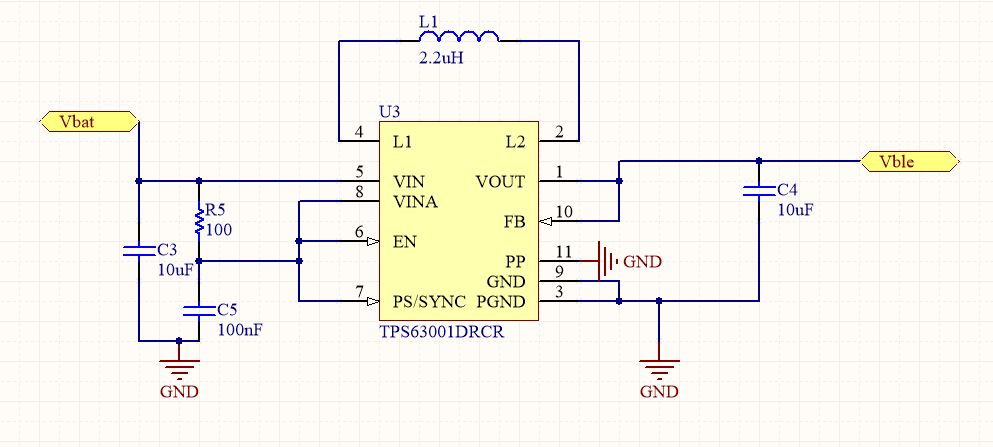 L1
2.2uH
Vbat
U3
4 L1 L2 2
5 VIN VOUT 1
8 VINA
Vble
R5
100
FB 10
C4
10uF
6 EN
C3
10uF
PP 11 GND
GND 9
7 PS/SYNC PGND 3
C5
100nF
TPS63001DRCR
GND
GND